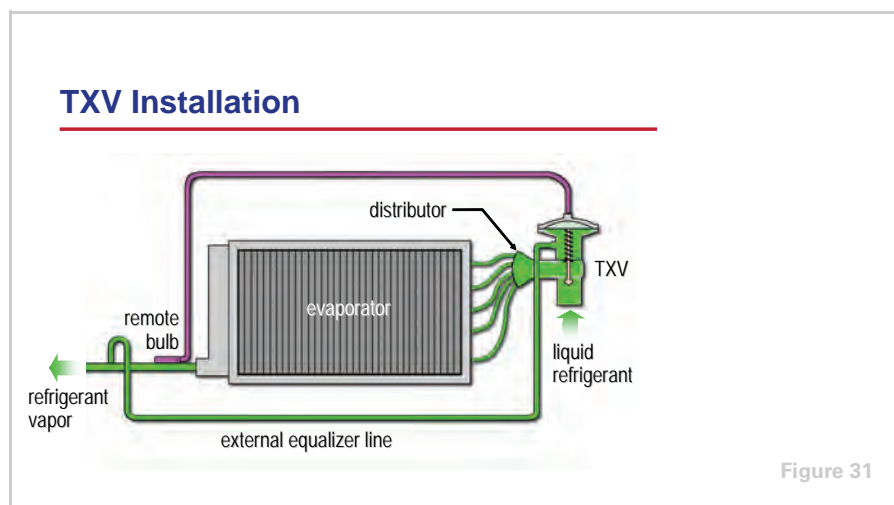 TXV Installation
distributor
TXV
evaporator
remote
bulb
liquid
refrigerant
refrigerant
vapor
external equalizer line
Figure 31